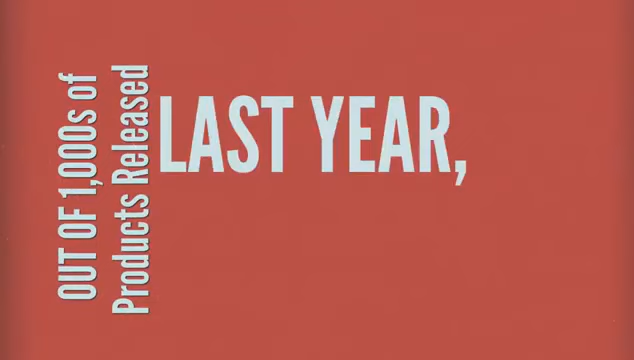 OUT OF 1,000s of
Products Released
LAST YEAR,